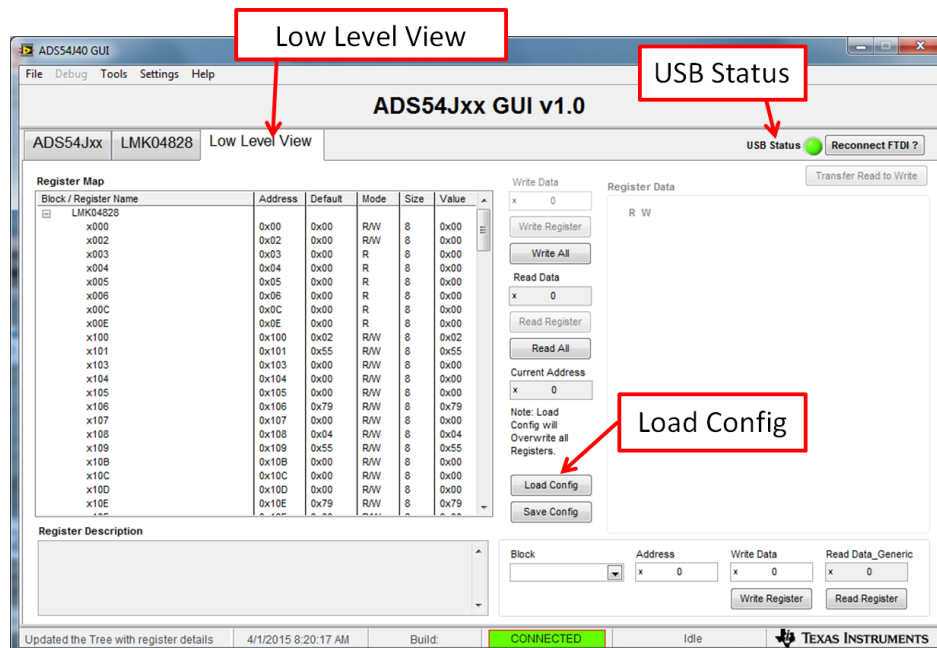 Low Level View
ADS54J40 GUI
File Debug Tools Settings Help
USB Status
ADS54Jxx GUI v1.0
ADS54Jxx LMK04828 Low Level View
USB Status Reconnect FTDI ?
Transfer Read to Write
Register Map
Block / Register Name Address Default Mode Size Value
LMK04828
x000 0x00 0x00 R/W 8 0x00
x002 0x02 0x00 R/W 8 0x00
x003 0x03 0x00 R 8 0x00
x004 0x04 0x00 R 8 0x00
x005 0x05 0x00 R 8 0x00
x006 0x06 0x00 R 8 0x00
x00C 0x0C 0x00 R 8 0x00
x00E 0x0E 0x00 R 8 0x00
x100 0x100 0x02 R/W 8 0x02
x101 0x101 0x55 R/W 8 0x55
x103 0x103 0x00 R/W 8 0x00
x104 0x104 0x00 R/W 8 0x00
x105 0x105 0x00 R/W 8 0x00
x106 0x106 0x79 R/W 8 0x79
x107 0x107 0x00 R/W 8 0x00
x108 0x108 0x04 R/W 8 0x04
x109 0x109 0x55 R/W 8 0x55
x10B 0x10B 0x00 R/W 8 0x00
x10C 0x10C 0x00 R/W 8 0x00
x10D 0x10D 0x00 R/W 8 0x00
x10E 0x10E 0x79 R/W 8 0x79
Write Data
x 0
Write Register
Write All
Read Data
x 0
Read Register
Read All
Current Address
x 0
Note: Load
Config will
Overwrite all
Registers.
Load Config
Save Config
Register Data
R W
Load Config
Register Description
Block Address Write Data Read Data_Generic
x 0 x 0 x 0
Write Register Read Register
Updated the Tree with register details 4/1/2015 8:20:17 AM Build: CONNECTED Idle TEXAS INSTRUMENTS